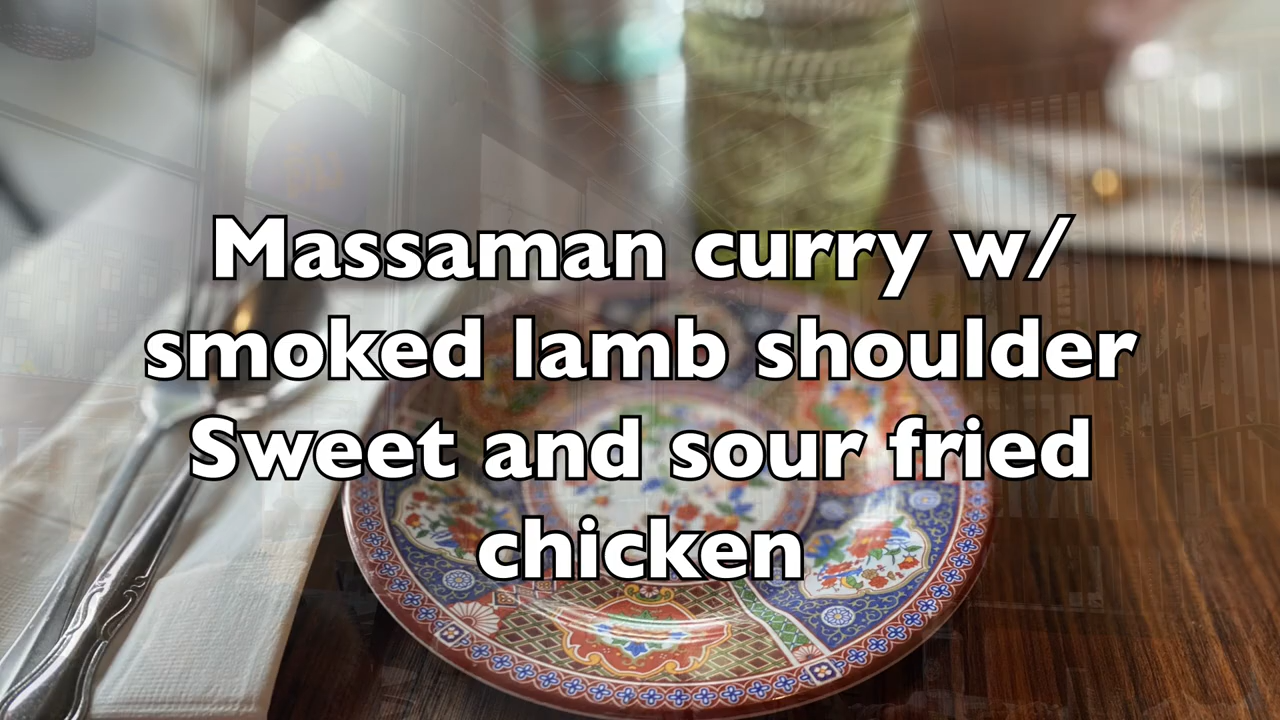 Massaman curry w/
smoked lamb shoulder
Sweet and sour fried
chicken